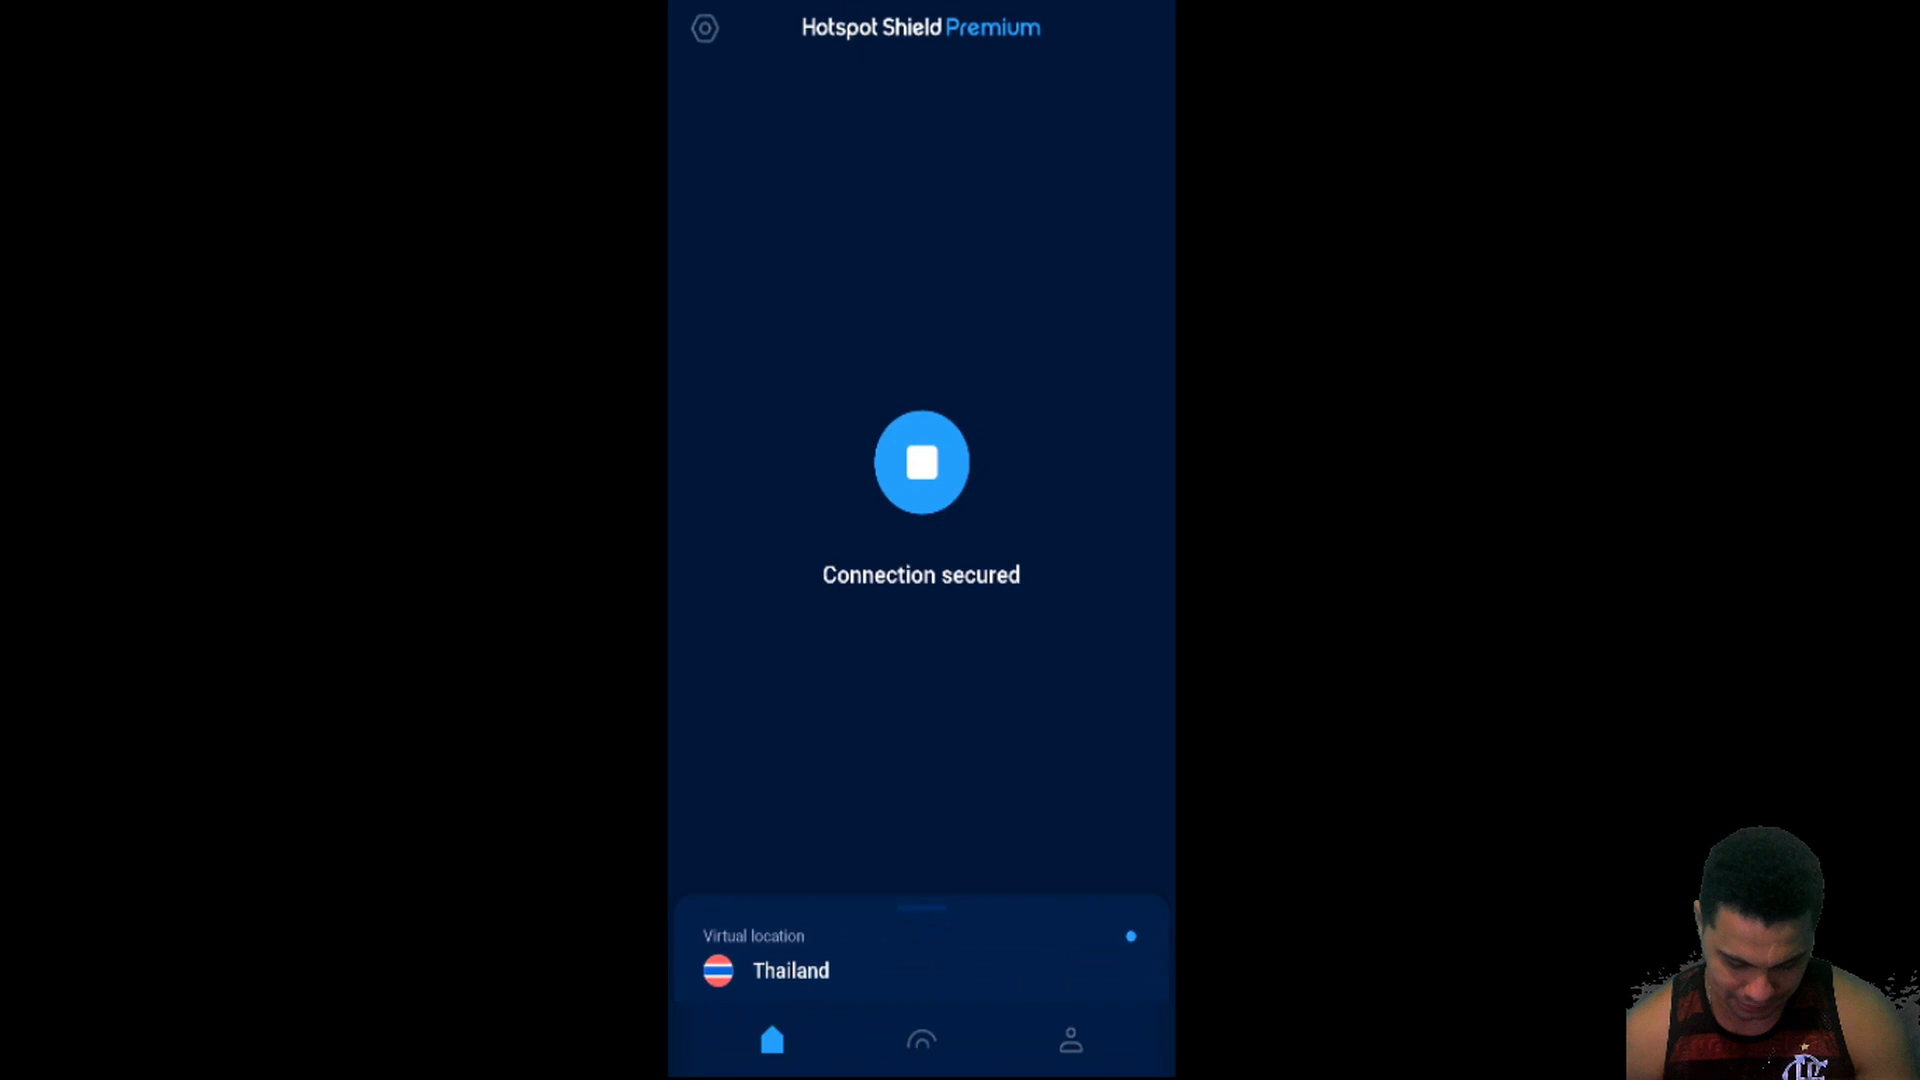 Hotspot Shield Premium
Connection secured
Virtual location
Thailand